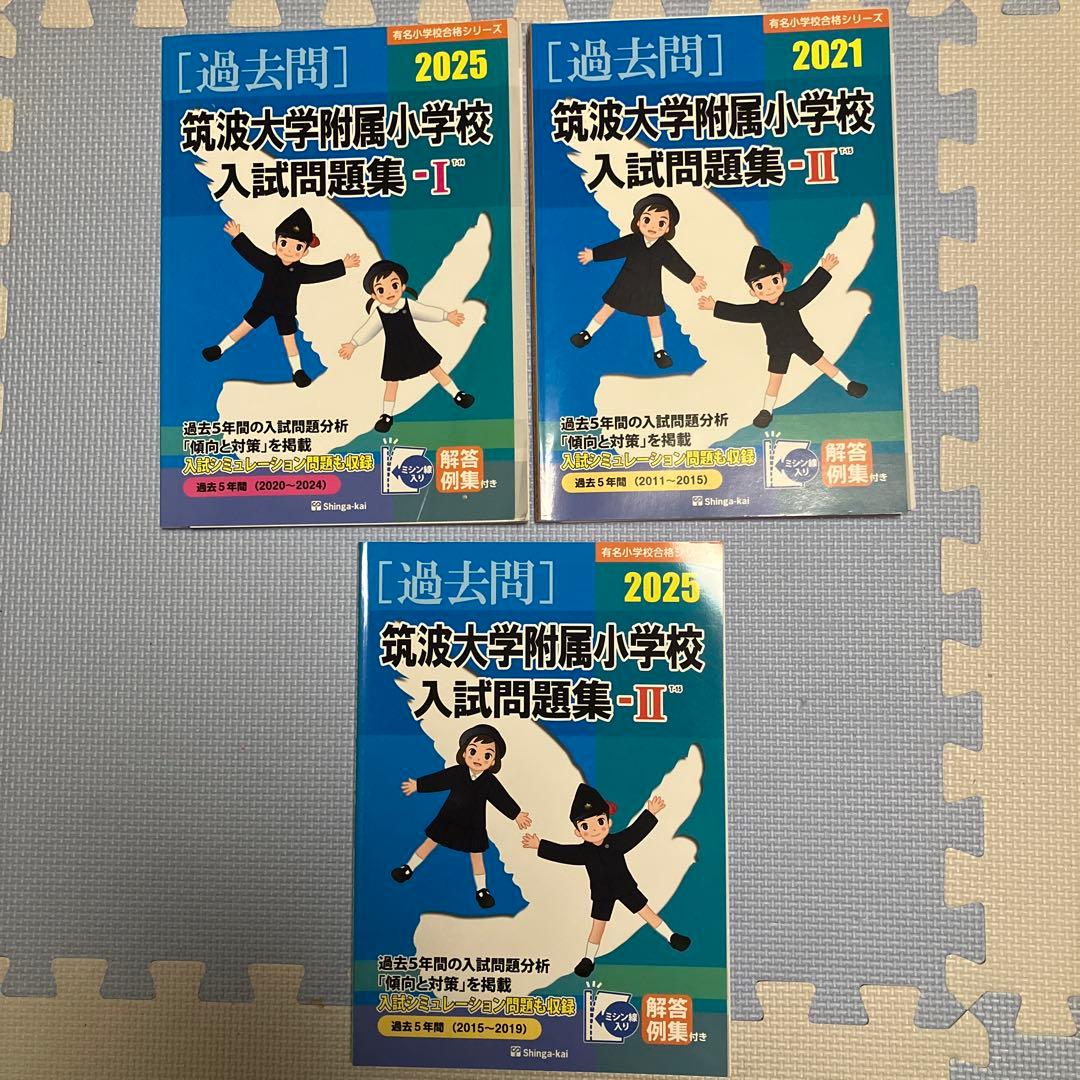 有名小学校合格シリーズ
[過去問]
2025
筑波大学附属小学校
入試問題集-I
T-14
過去5年間の入試問題分析
「傾向と対策」を掲載
入試シミュレーション問題も収録
過去5年間(2020〜2024)
ミシン線
入り
解答
例集付き
Shinga-kai
有名小学校合格シリーズ
[過去問]
2021
筑波大学附属小学校
入試問題集-II
T-15
過去5年間の入試問題分析
「傾向と対策」を掲載
入試シミュレーション問題も収録
過去5年間(2011〜2015)
ミシン線
入り
解答
例集付き
Shinga-kai
有名小学校合格シリーズ
[過去問]
2025
筑波大学附属小学校
入試問題集-II
T-15
過去5年間の入試問題分析
「傾向と対策」を掲載
入試シミュレーション問題も収録
過去5年間(2015〜2019)
ミシン線
入り
解答
例集付き
Shinga-kai